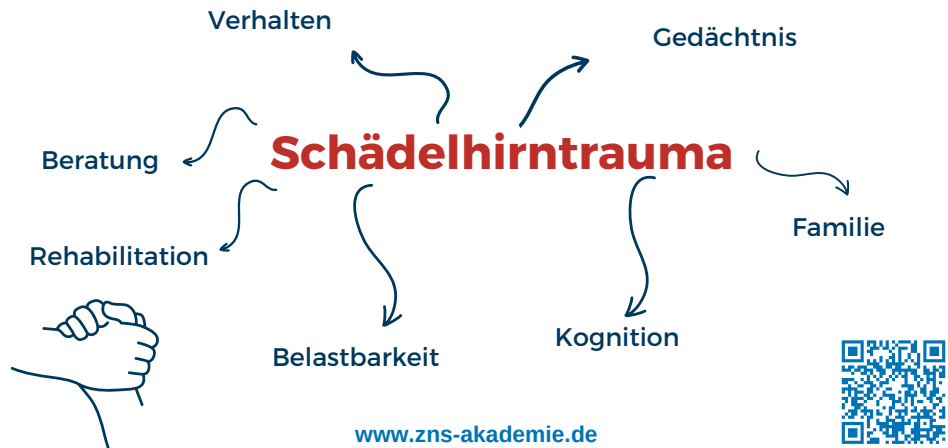 Verhalten
Gedächtnis
Schädelhirntrauma
Beratung
Familie
Rehabilitation
Kognition
Belastbarkeit
www.zns-akademie.de